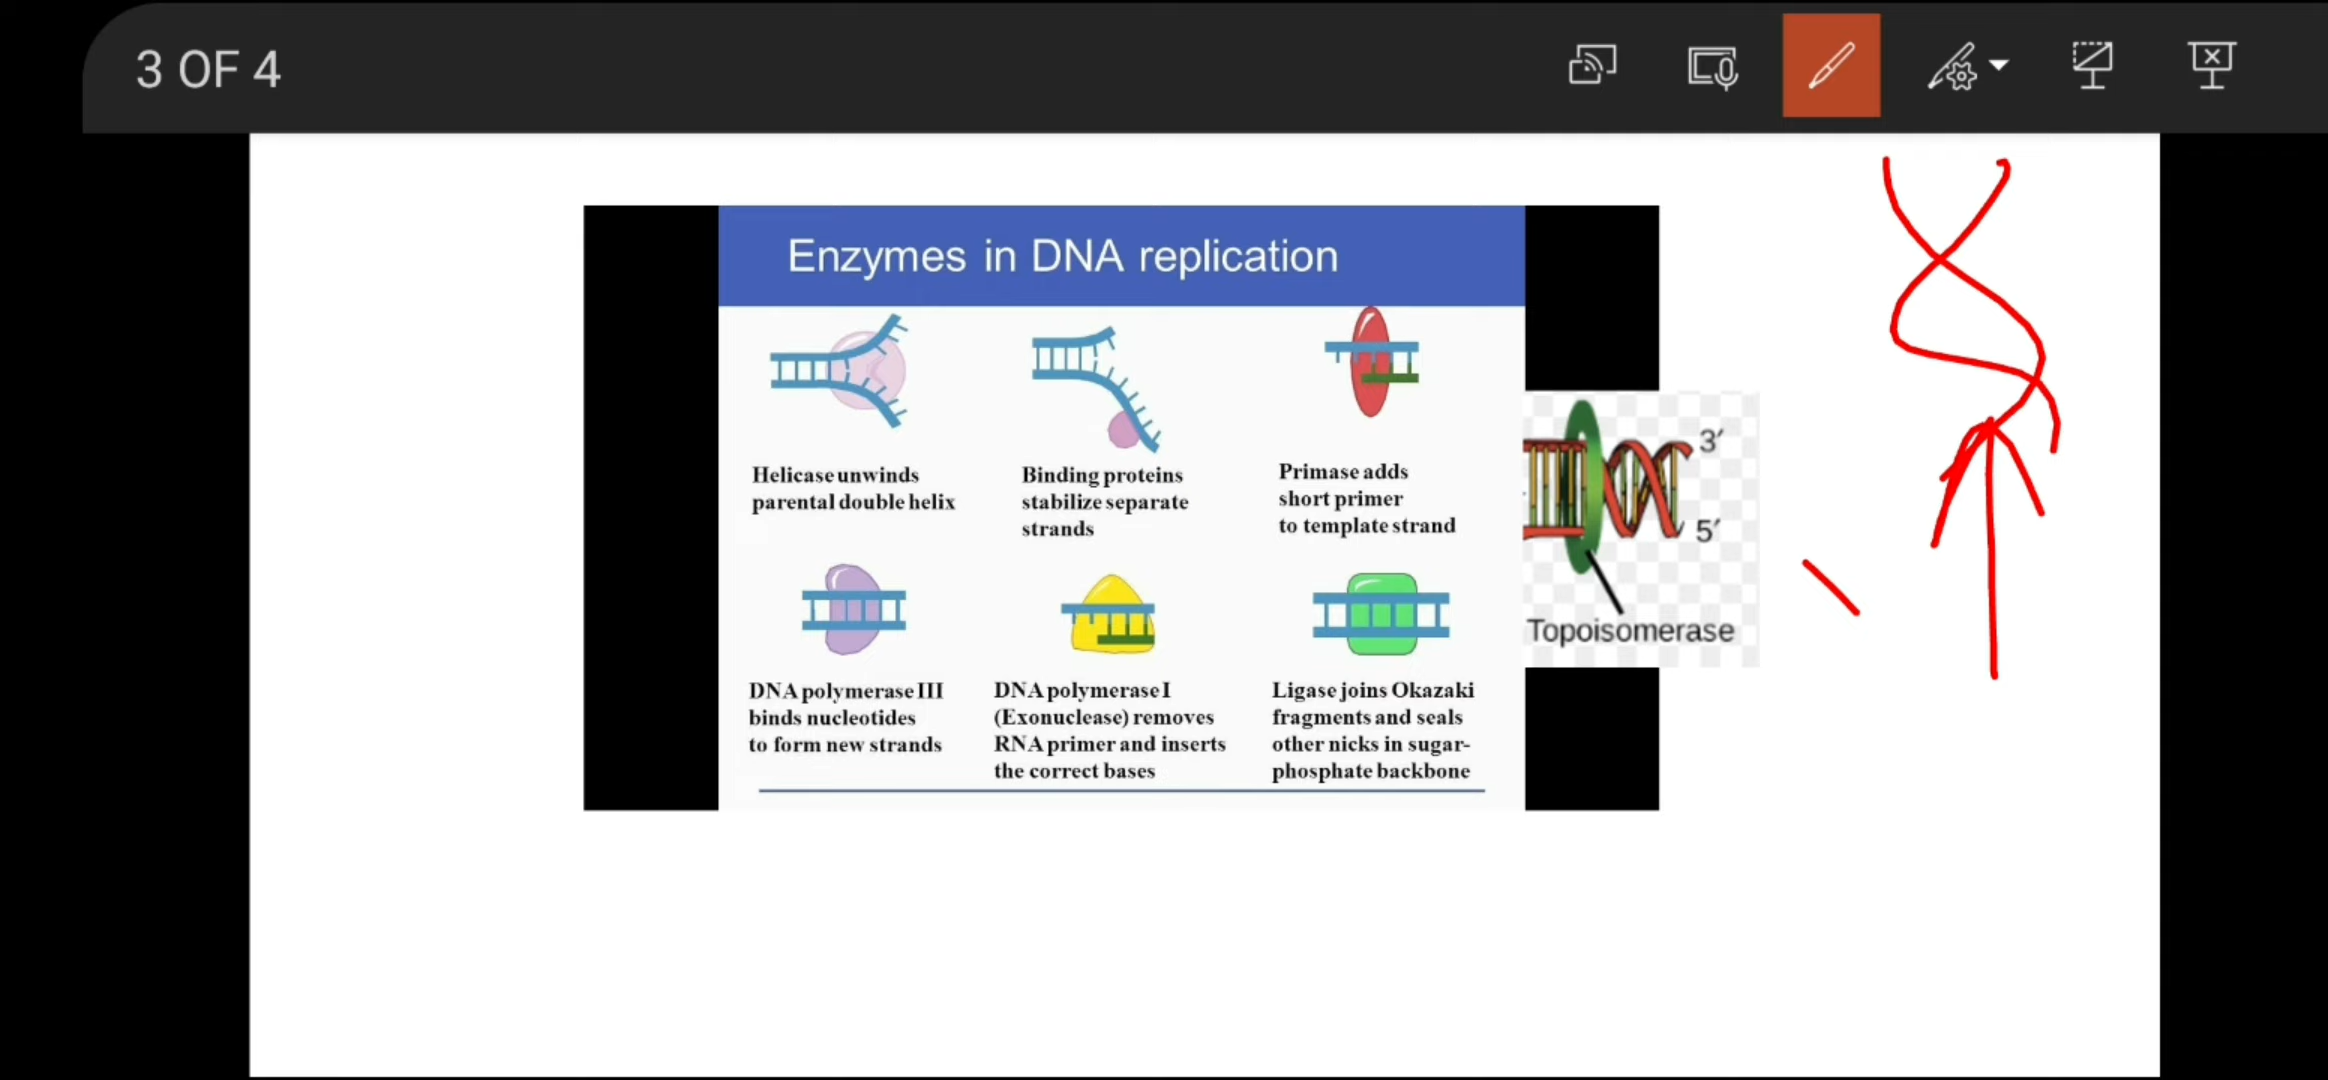 3 OF 4
Enzymes in DNA replication
Helicase unwinds
parental double helix
Binding proteins
stabilize separate
strands
Primase adds
short primer
to template strand
3′
5′
Topoisomerase
DNA polymerase III
binds nucleotides
to form new strands
DNA polymerase I
(Exonuclease) removes
RNA primer and inserts
the correct bases
Ligase joins Okazaki
fragments and seals
other nicks in sugar-
phosphate backbone